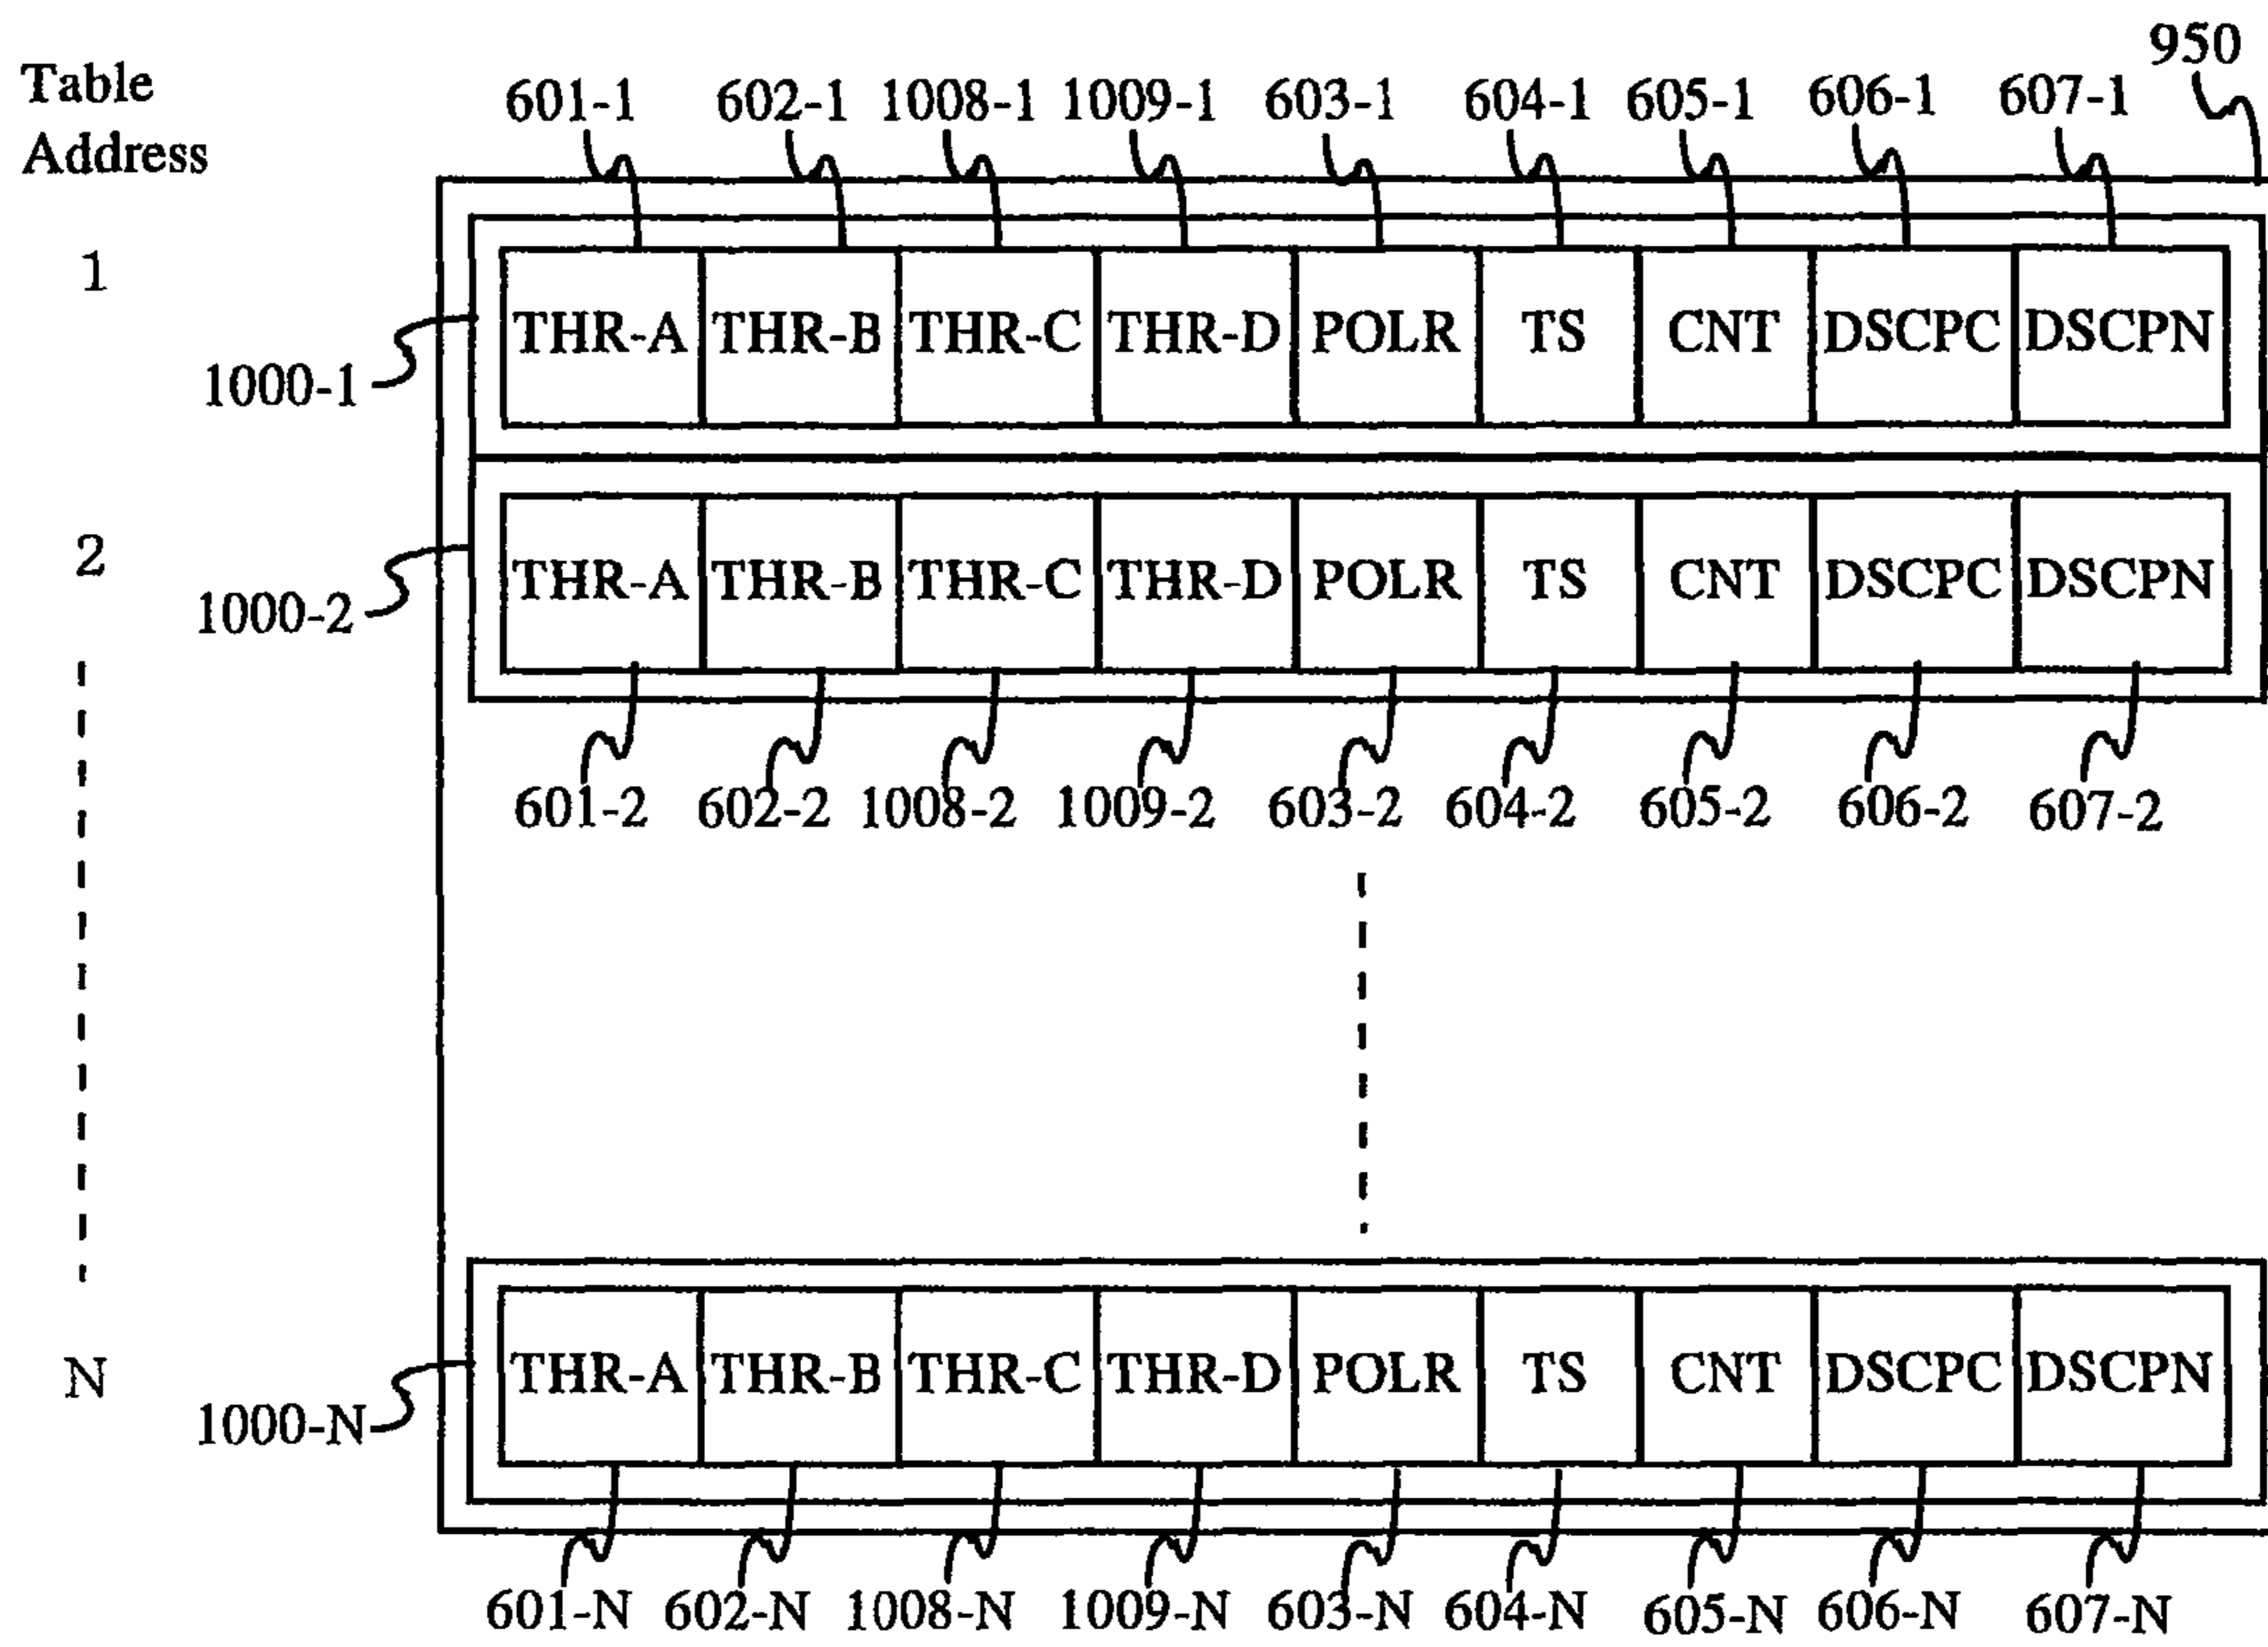 950
Table
Address
601-1 602-1 1008-1 1009-1 603-1 604-1 605-1 606-1 607-1
1
THR-A THR-B THR-C THR-D POLR TS CNT DSCPC DSCPN
1000-1
2
THR-A THR-B THR-C THR-D POLR TS CNT DSCPC DSCPN
1000-2
601-2 602-2 1008-2 1009-2 603-2 604-2 605-2 606-2 607-2
N
THR-A THR-B THR-C THR-D POLR TS CNT DSCPC DSCPN
1000-N
601-N 602-N 1008-N 1009-N 603-N 604-N 605-N 606-N 607-N